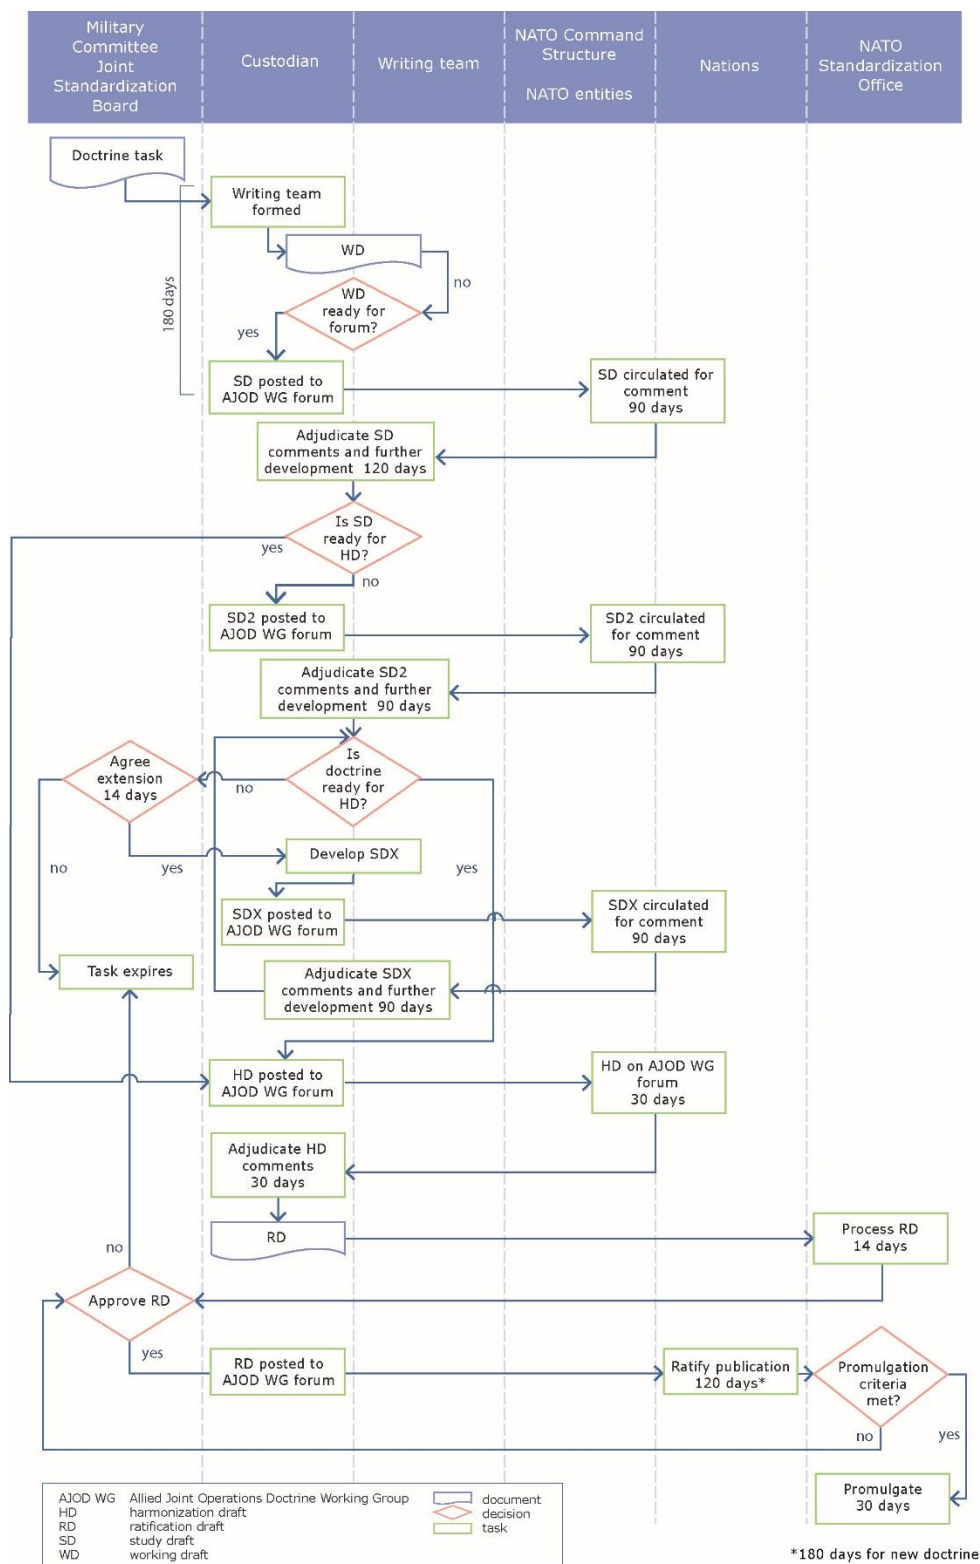 Military
Committee
Joint
Standardization
Board
Custodian
Writing team
NATO Command
Structure
NATO entities
Nations
NATO
Standardization
Office
Doctrine task
Writing team
formed
WD
no
WD
ready for
forum?
yes
180 days
SD posted to
AJOD WG forum
SD circulated for
comment
90 days
Adjudicate SD
comments and further
development 120 days
Is SD
ready for
HD?
yes
no
SD2 posted to
AJOD WG forum
SD2 circulated
for comment
90 days
Adjudicate SD2
comments and further
development 90 days
Agree
extension
14 days
no
Is
doctrine
ready for
HD?
no
yes
Develop SDX
yes
SDX posted to
AJOD WG forum
SDX circulated
for comment
90 days
Task expires
Adjudicate SDX
comments and further
development 90 days
HD posted to
AJOD WG forum
HD on AJOD WG
forum
30 days
Adjudicate HD
comments
30 days
RD
Process RD
14 days
no
Approve RD
yes
RD posted to
AJOD WG forum
Ratify publication
120 days*
Promulgation
criteria
met?
no
yes
Promulgate
30 days
AJOD WG Allied Joint Operations Doctrine Working Group
HD harmonization draft
RD ratification draft
SD study draft
WD working draft
document
decision
task
*180 days for new doctrine